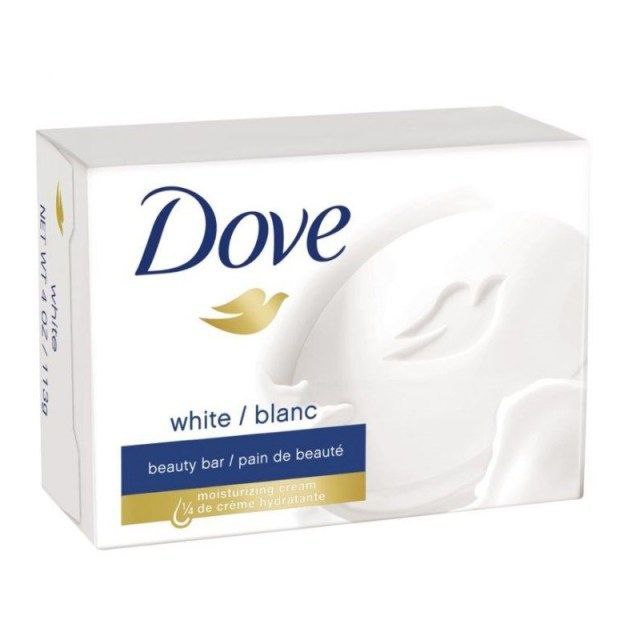 Dove
white / blanc
beauty bar / pain de beauté
moisturizing cream
¼ de crème hydratante
white
NET WT 4 OZ / 113g